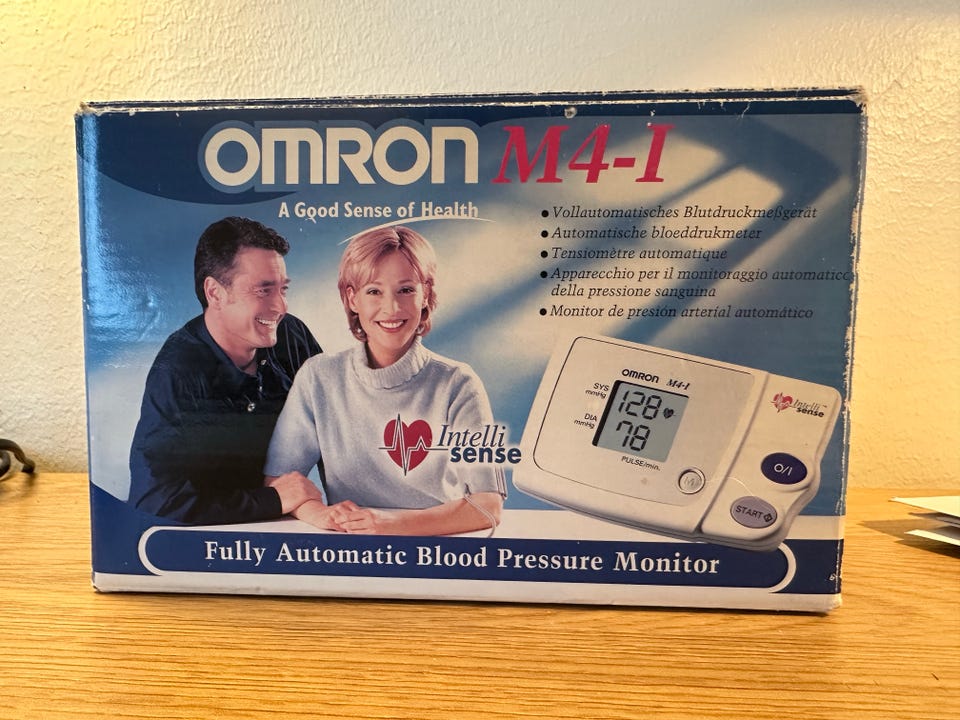 OMRON M4-I
A Good Sense of Health
• Vollautomatisches Blutdruckmeßgerät
• Automatische bloeddrukmeter
• Tensiomètre automatique
• Apparecchio per il monitoraggio automatico
della pressione sanguina
• Monitor de presión arterial automático
OMRON M4-I
SYS
mmHg
128
DIA
mmHg
78
PULSE/min.
M
Intelli
sense™
O/I
START
Intelli
sense
Fully Automatic Blood Pressure Monitor